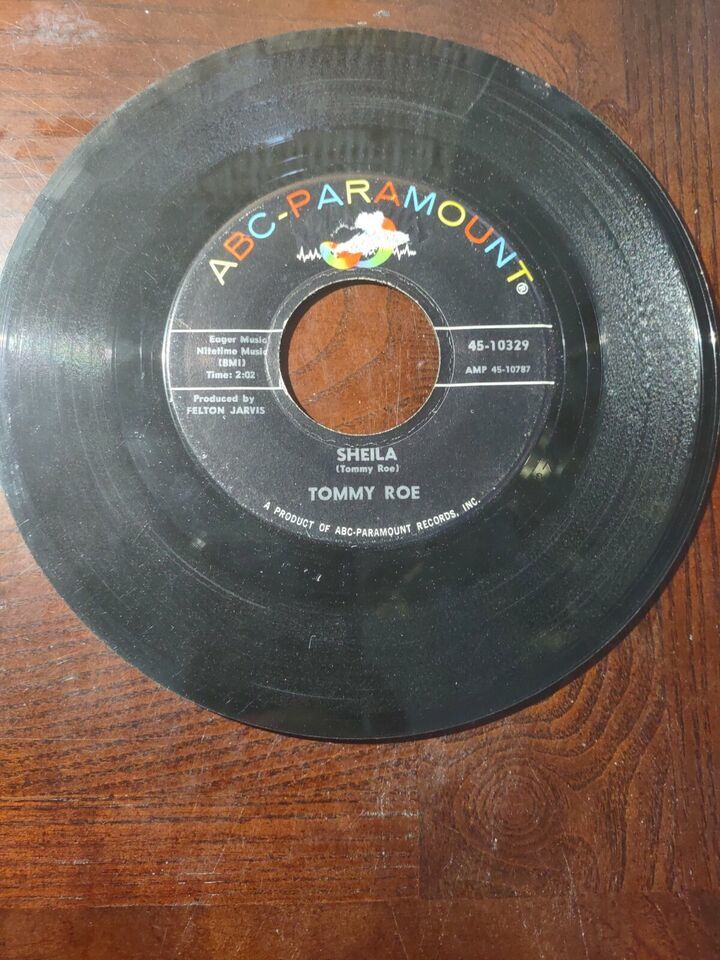 ABC-PARAMOUNT®
Eager Music
Nitetime Music
(BMI)
Time: 2:02
Produced by
FELTON JARVIS
45-10329
AMP 45-10787
SHEILA
(Tommy Roe)
TOMMY ROE
A PRODUCT OF ABC-PARAMOUNT RECORDS, INC.